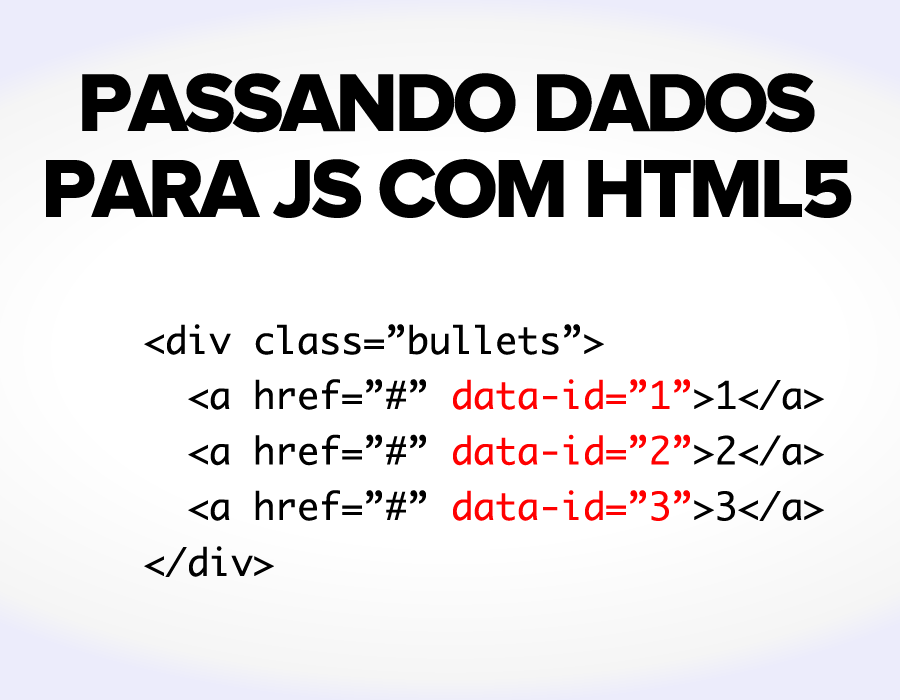 PASSANDO DADOS
PARA JS COM HTML5
<div class=”bullets”>
<a href=”#” data-id=”1”>1</a>
<a href=”#” data-id=”2”>2</a>
<a href=”#” data-id=”3”>3</a>
</div>